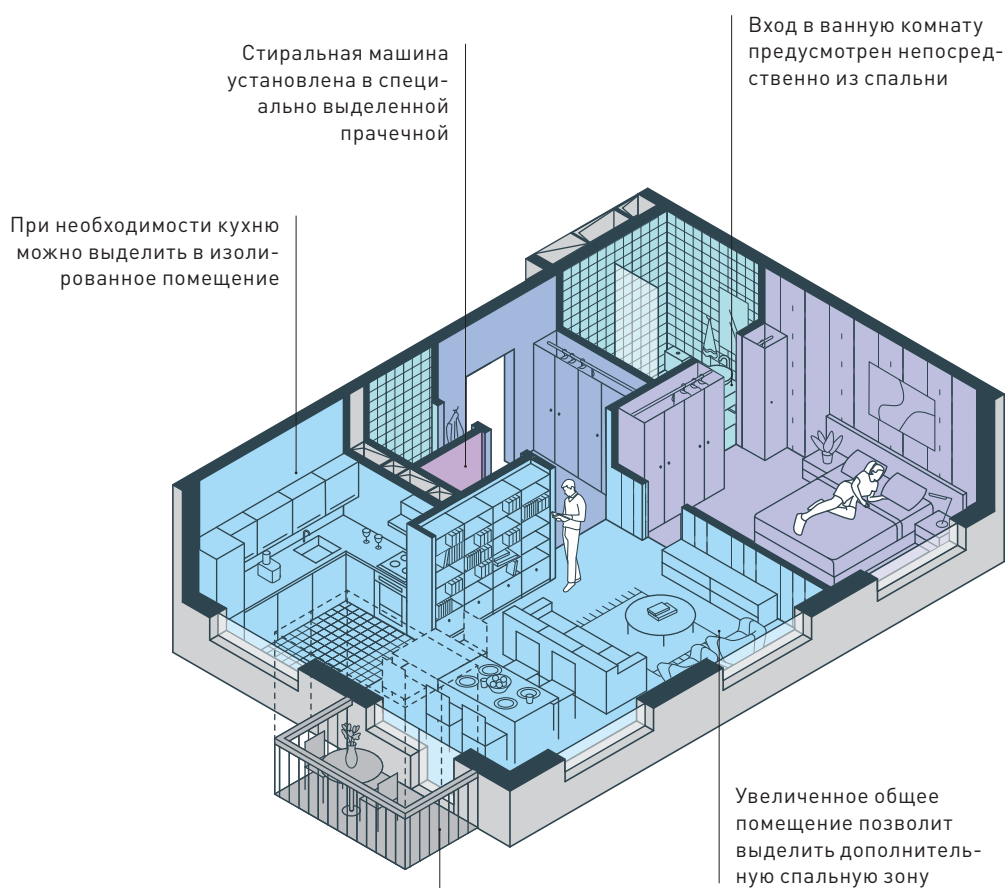 Вход в ванную комнату
предусмотрен непосред-
ственно из спальни
Стиральная машина
установлена в специ-
ально выделенной
прачечной
При необходимости кухню
можно выделить в изоли-
рованное помещение
Увеличенное общее
помещение позволит
выделить дополнитель-
ную спальную зону